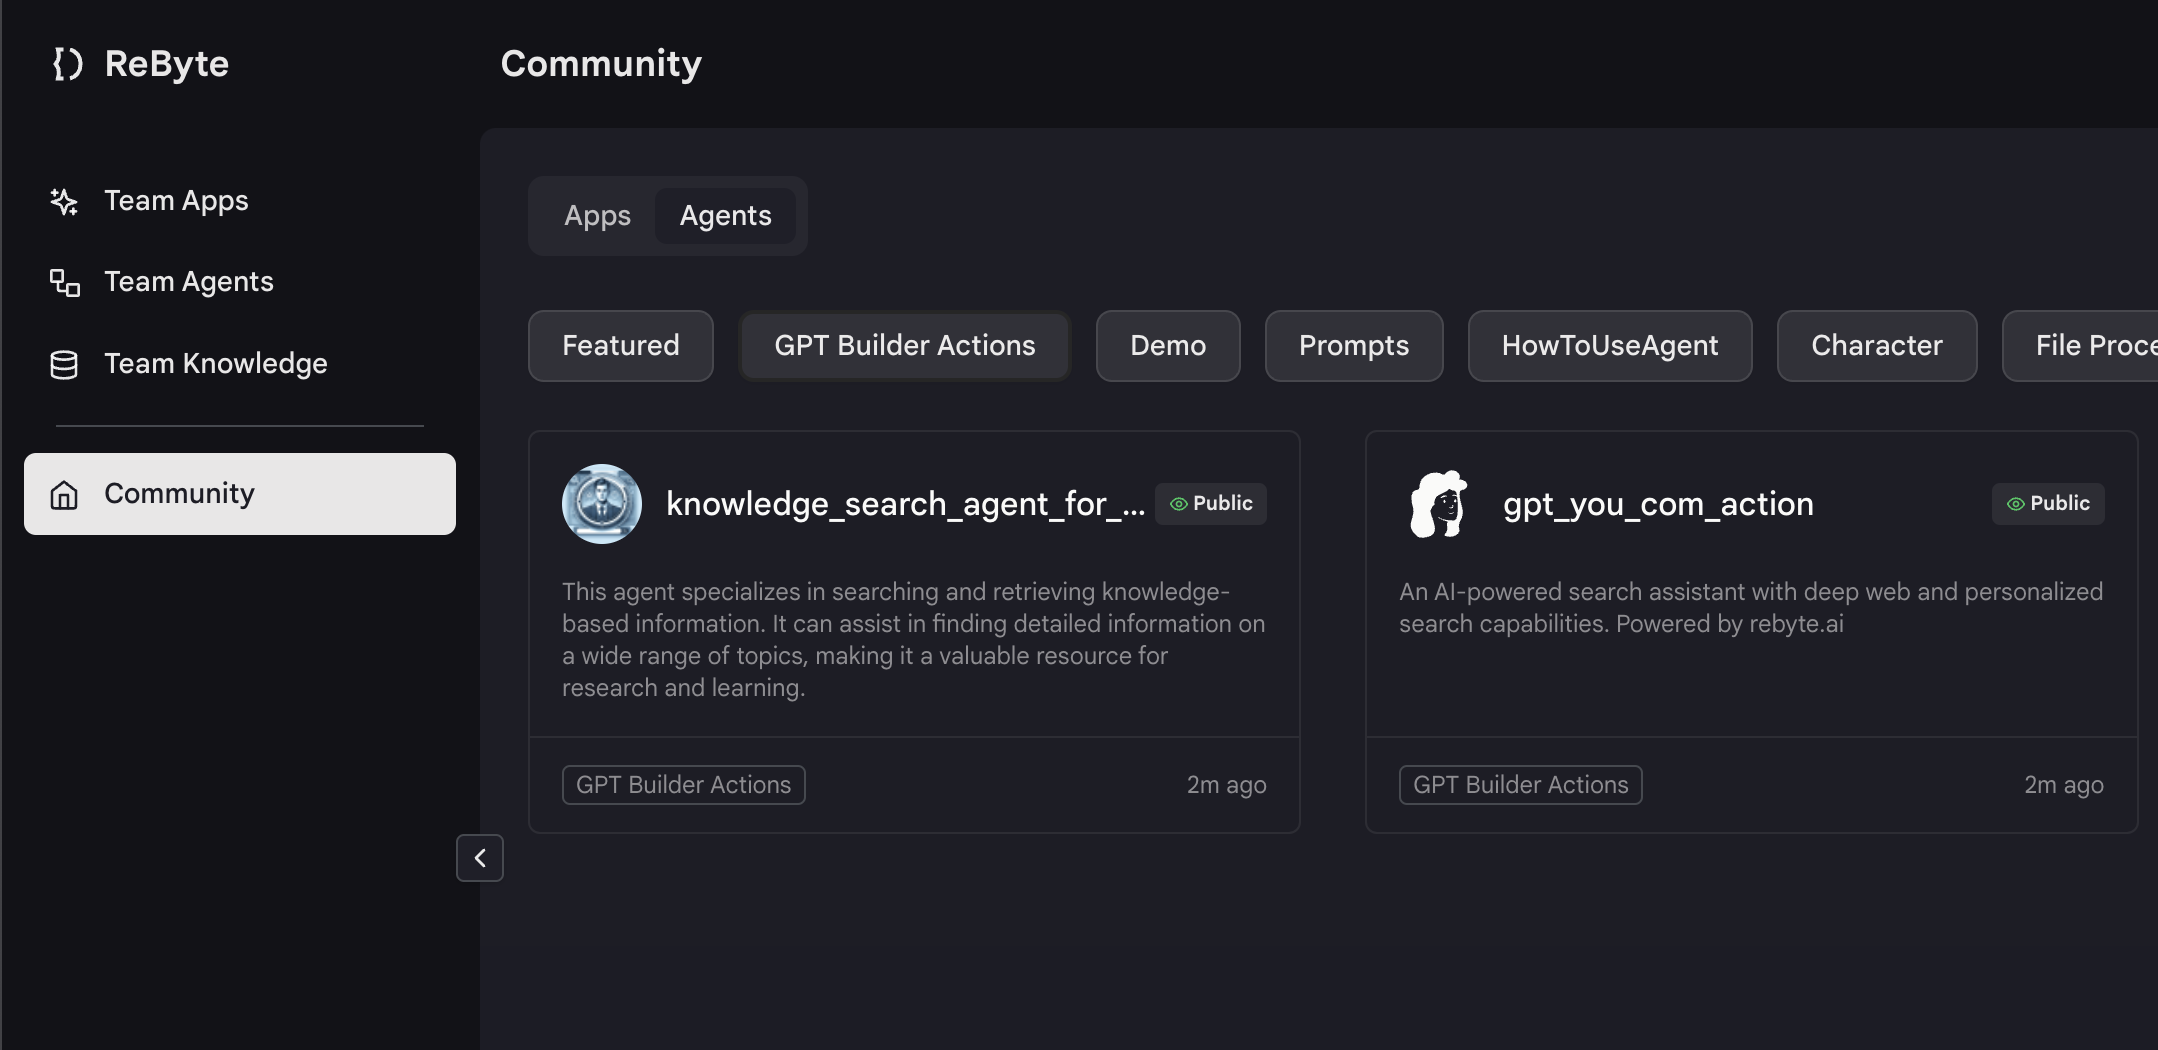 ReByte
Community
Team Apps
Team Agents
Team Knowledge
Community
Apps
Agents
Featured
GPT Builder Actions
Demo
Prompts
HowToUseAgent
Character
File Proce
knowledge_search_agent_for_...
Public
This agent specializes in searching and retrieving knowledge-
based information. It can assist in finding detailed information on
a wide range of topics, making it a valuable resource for
research and learning.
GPT Builder Actions
2m ago
gpt_you_com_action
Public
An AI-powered search assistant with deep web and personalized
search capabilities. Powered by rebyte.ai
GPT Builder Actions
2m ago